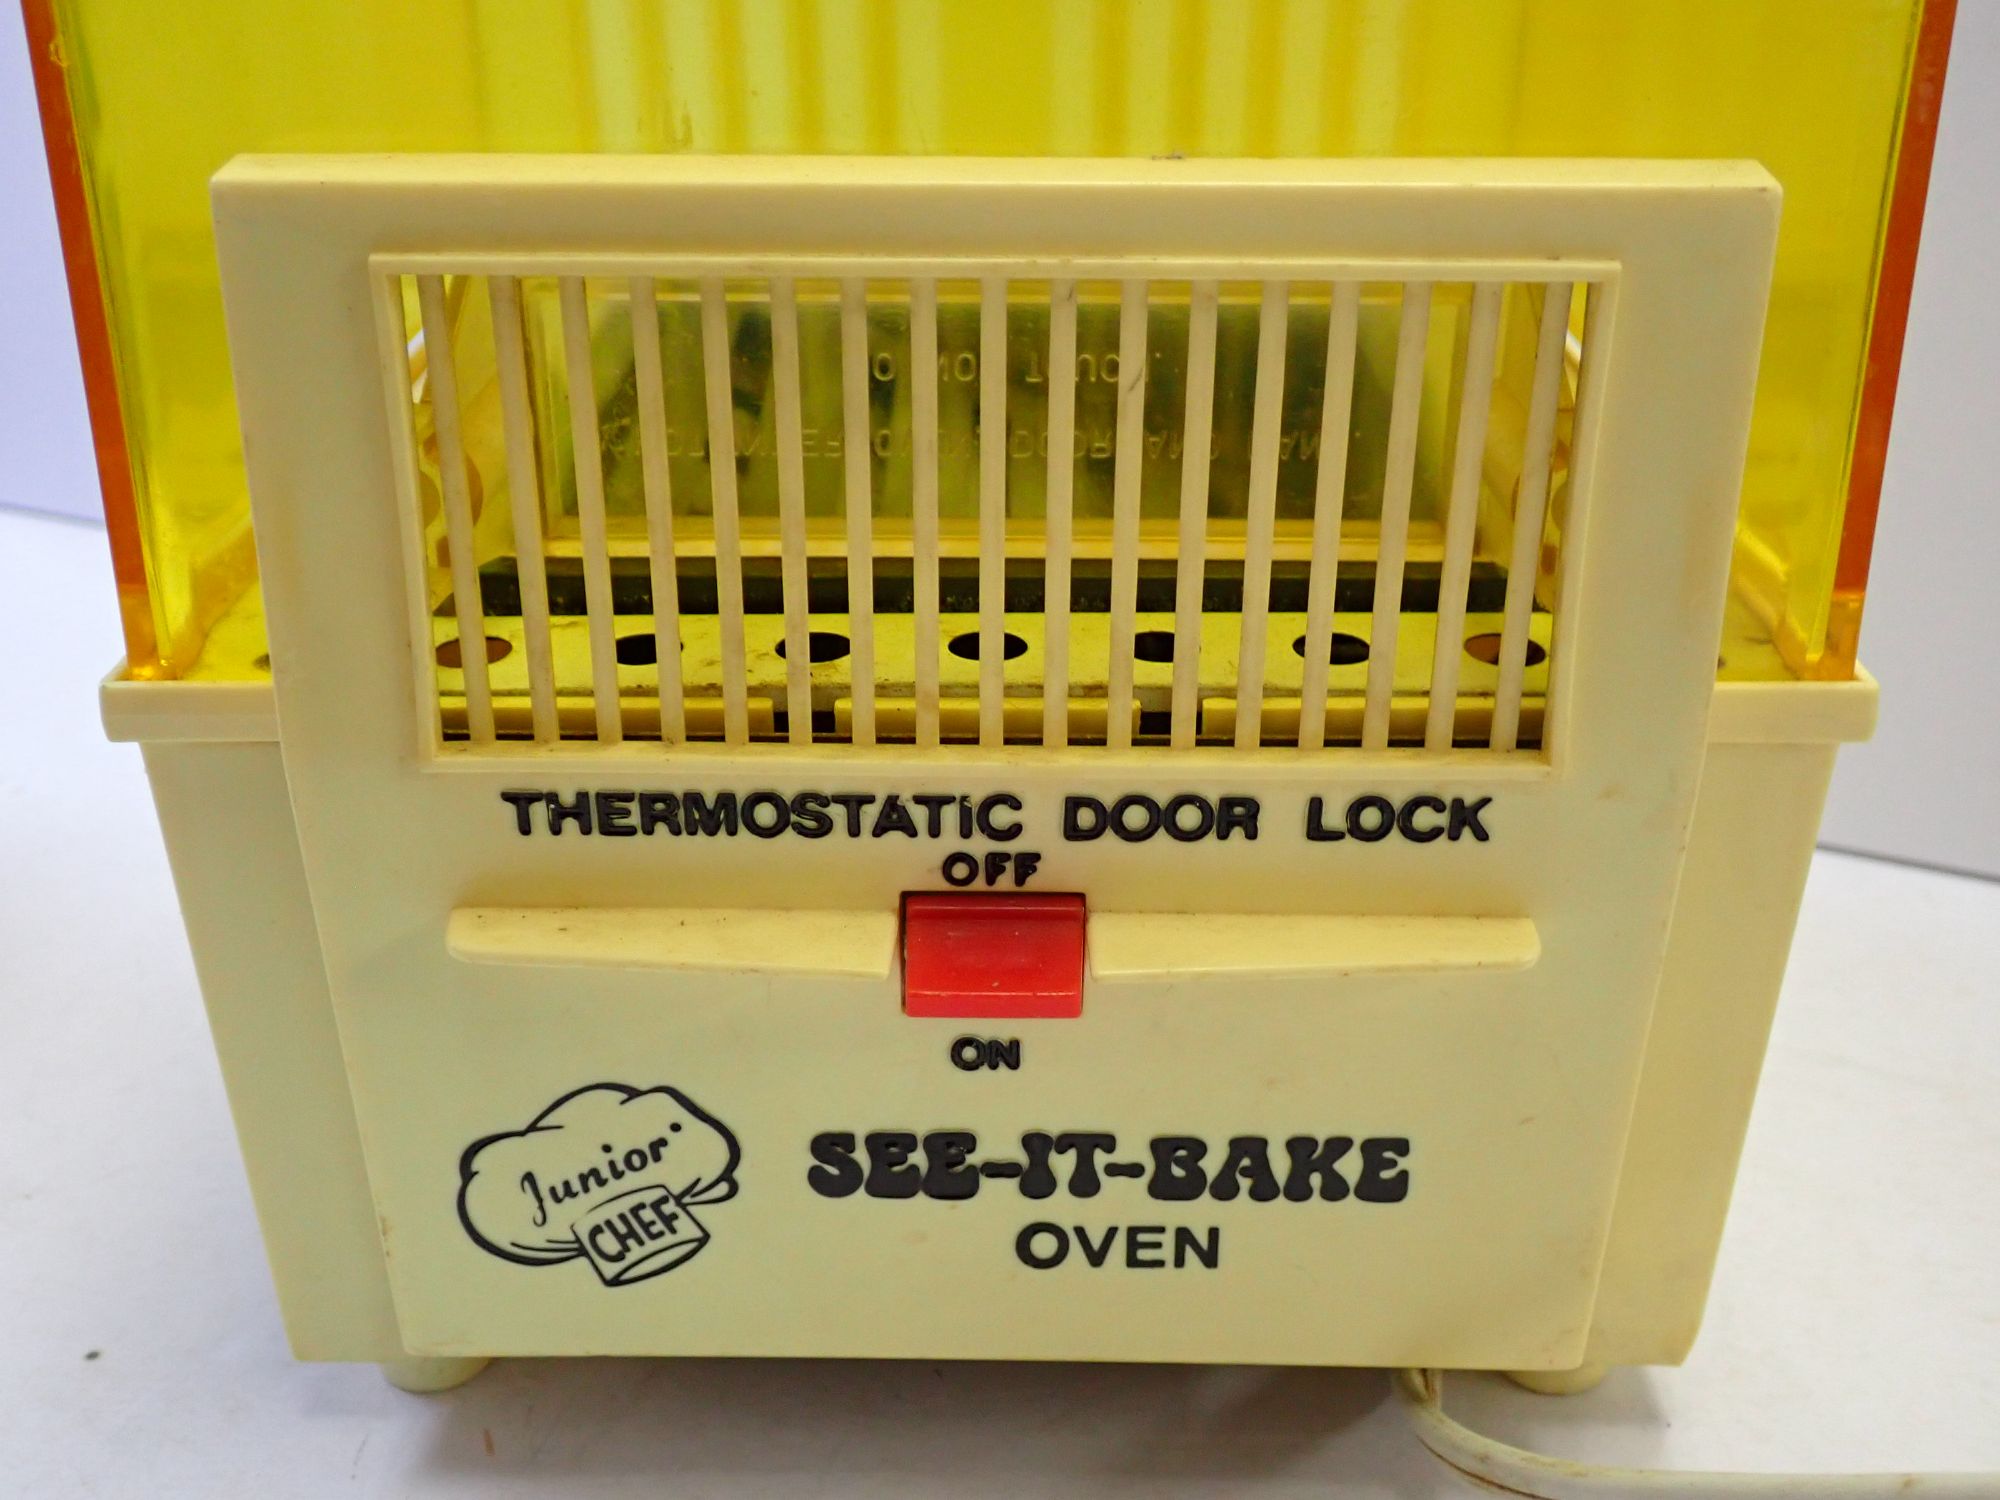 THERMOSTATIC DOOR LOCK
OFF
ON
Junior
CHEF
SEE-IT-BAKE
OVEN